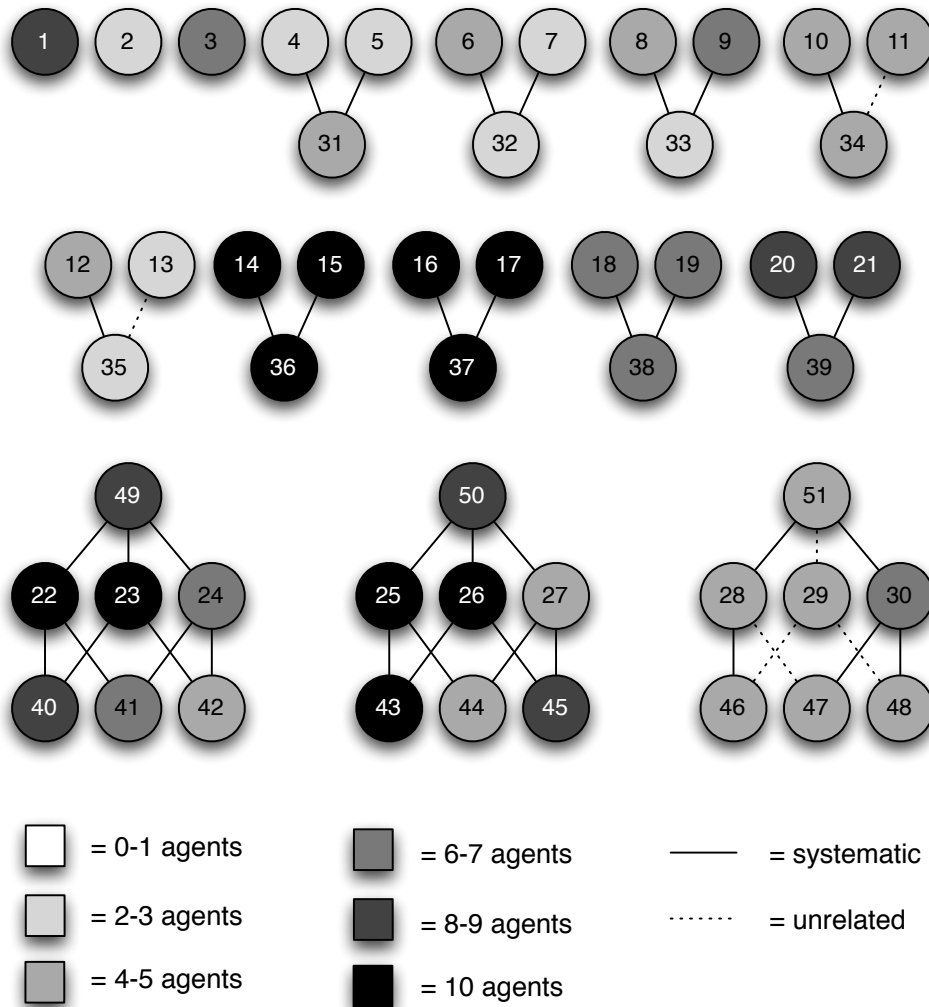 1 2 3 4 5 6 7 8 9 10 11
31 32 33 34
12 13 14 15 16 17 18 19 20 21
35 36 37 38 39
49 50 51
22 23 24 25 26 27 28 29 30
40 41 42 43 44 45 46 47 48
= 0-1 agents = 6-7 agents = systematic
= 2-3 agents = 8-9 agents = unrelated
= 4-5 agents = 10 agents